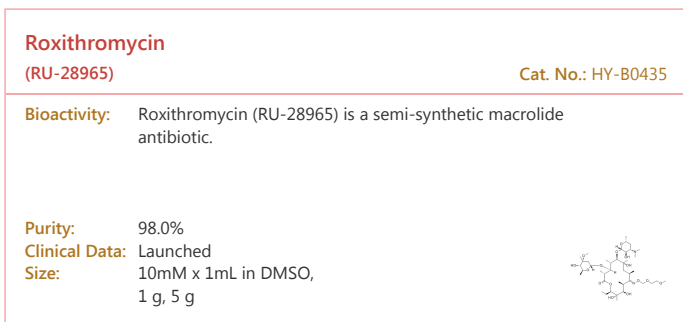 Roxithromycin
(RU-28965)
Cat. No.: HY-B0435
Bioactivity: Roxithromycin (RU-28965) is a semi-synthetic macrolide
antibiotic.
Purity: 98.0%
Clinical Data: Launched
Size: 10mM x 1mL in DMSO,
1 g, 5 g